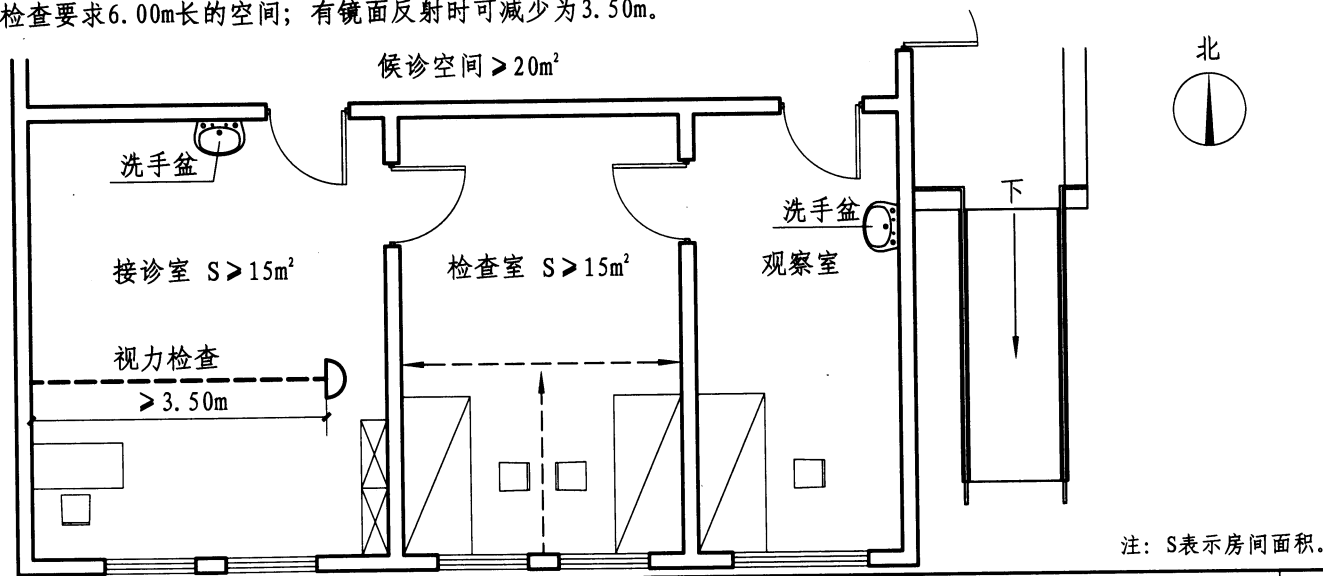 检查要求6.00m长的空间；有镜面反射时可减少为3.50m。
候诊空间≥20m²
北
洗手盆
下
洗手盆
接诊室 S≥15m²
检查室 S≥15m²
观察室
视力检查
≥3.50m
注：S表示房间面积。